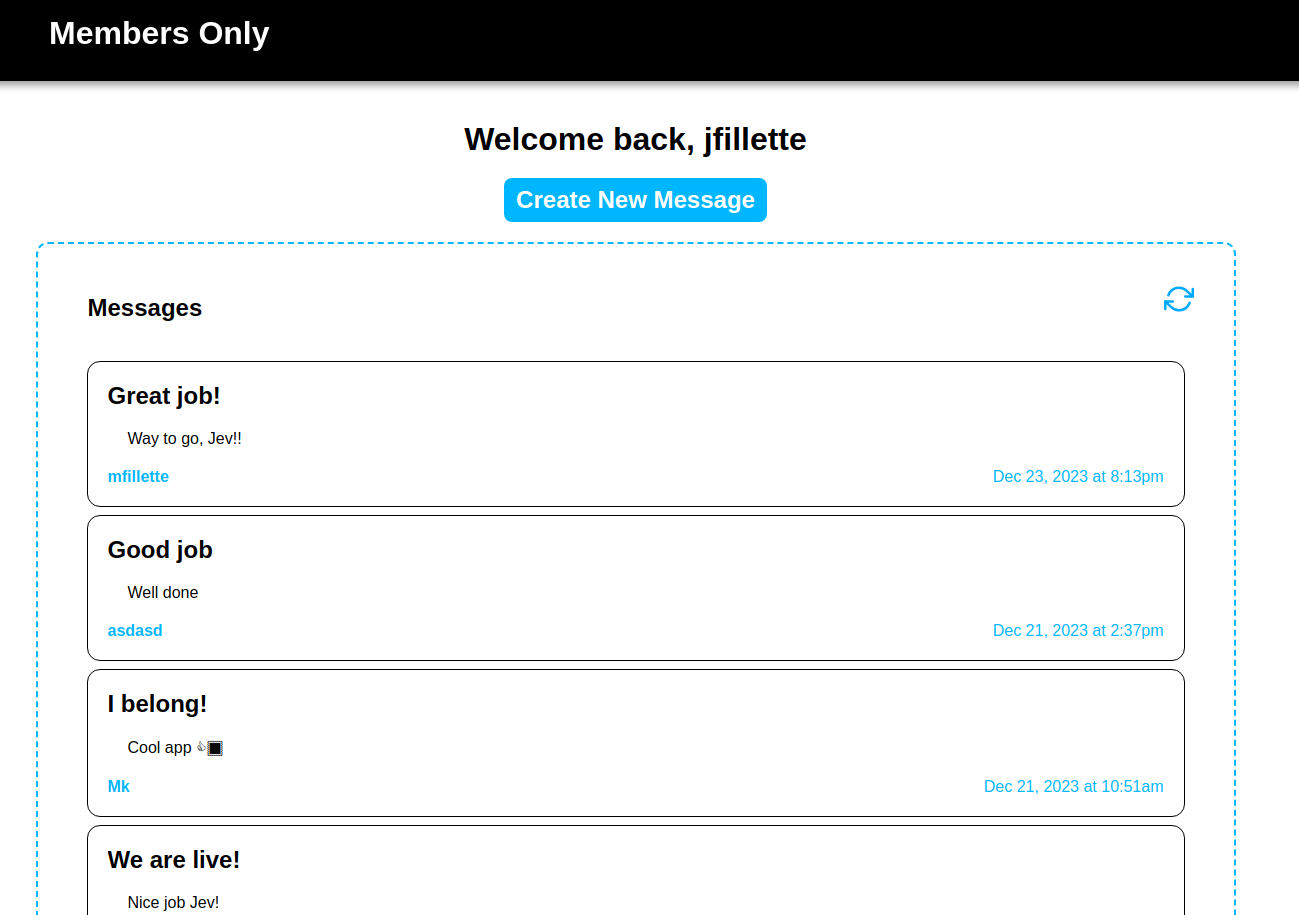 Members Only
Welcome back, jfillette
Create New Message
Messages
Great job!
Way to go, Jev!!
mfillette
Dec 23, 2023 at 8:13pm
Good job
Well done
asdasd
Dec 21, 2023 at 2:37pm
I belong!
Cool app 👍🏿
Mk
Dec 21, 2023 at 10:51am
We are live!
Nice job Jev!